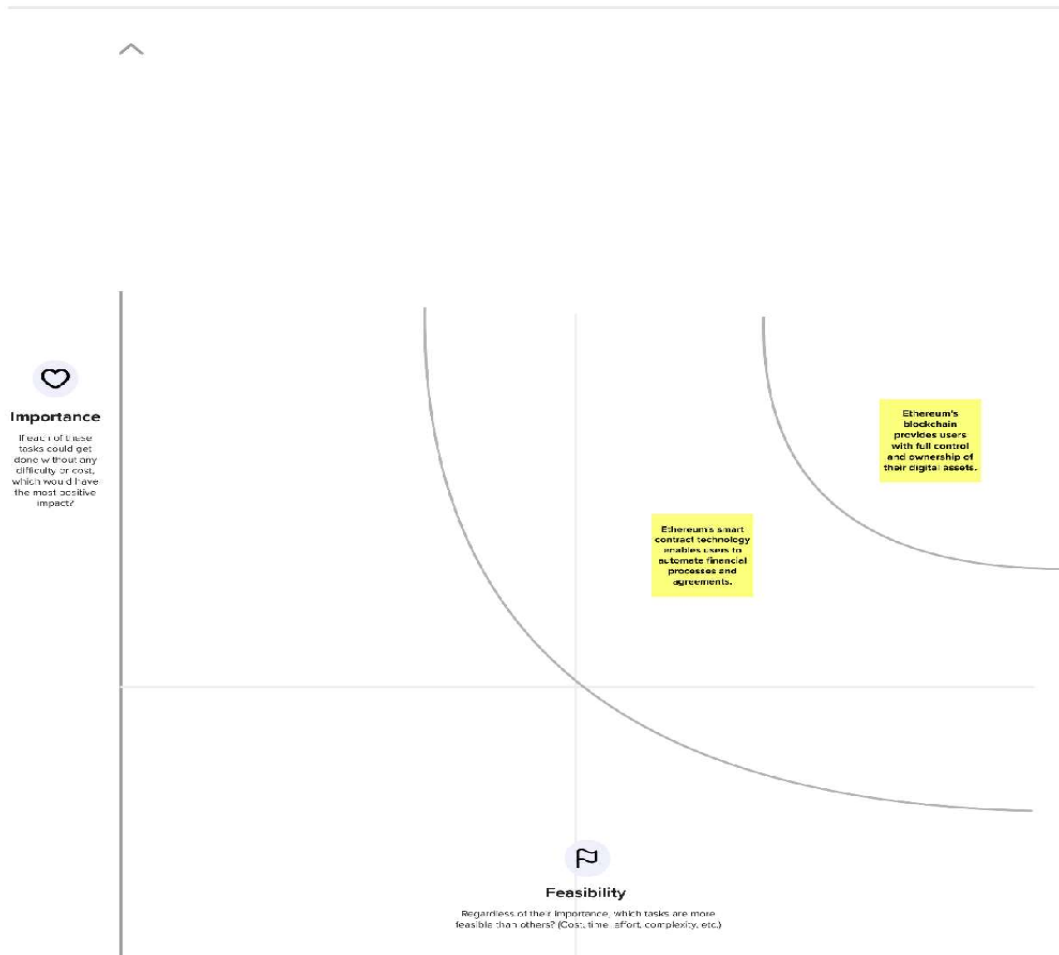 Importance
If each of these
tasks could get
done without any
difficulty or cost,
which would have
the most positive
impact?
Ethereum's
blockchain
provides users
with full control
and ownership of
their digital assets.
Ethereum's smart
contract technology
enables users to
automate financial
processes and
agreements.
Feasibility
Regardless of their importance, which tasks are more
feasible than others? (Cost, time, effort, complexity, etc.)